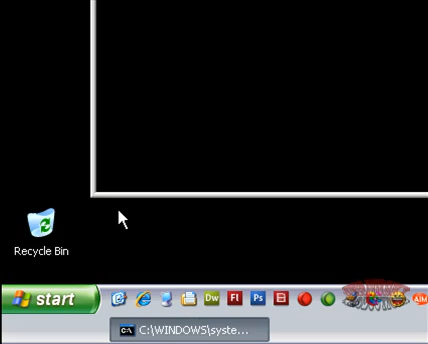 Recycle Bin
start
Dw
Fl
Ps
AIM
C:\WINDOWS\syste...